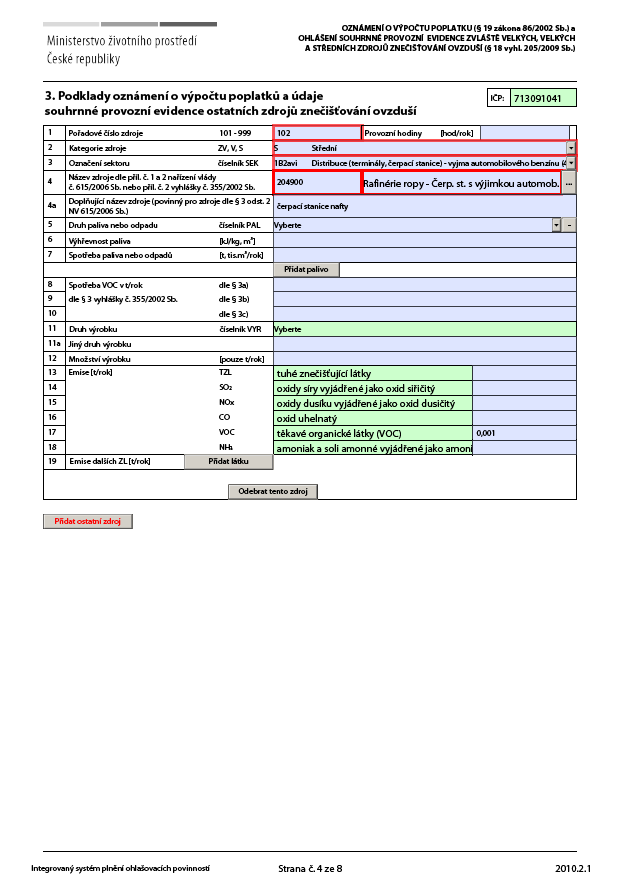 Ministerstvo životního prostředí
České republiky
OZNÁMENÍ O VÝPOČTU POPLATKU (§ 19 zákona 86/2002 Sb.) a
OHLÁŠENÍ SOUHRNNÉ PROVOZNÍ EVIDENCE ZVLÁŠTĚ VELKÝCH, VELKÝCH
A STŘEDNÍCH ZDROJŮ ZNEČIŠŤOVÁNÍ OVZDUŠÍ (§ 18 vyhl. 205/2009 Sb.)
3. Podklady oznámení o výpočtu poplatků a údaje
souhrnné provozní evidence ostatních zdrojů znečišťování ovzduší
IČP: 713091041
1 Pořadové číslo zdroje 101 - 999 102 Provozní hodiny [hod/rok]
2 Kategorie zdroje ZV, V, S S Střední
3 Označení sektoru číselník SEK 1B2avi Distribuce (terminály, čerpací stanice) - vyjma automobilového benzínu (4
4 Název zdroje dle příl. č. 1 a 2 nařízení vlády
č. 615/2006 Sb. nebo příl. č. 2 vyhlášky č. 355/2002 Sb. 204900 Rafinérie ropy - Čerp. st. s výjimkou automob. ...
4a Doplňující název zdroje (povinný pro zdroje dle § 3 odst. 2
NV 615/2006 Sb.) čerpací stanice nafty
5 Druh paliva nebo odpadu číselník PAL Vyberte -
6 Výhřevnost paliva [kJ/kg, m³]
7 Spotřeba paliva nebo odpadů [t, tis.m³/rok]
Přidat palivo
8 Spotřeba VOC v t/rok dle § 3a)
9 dle § 3 vyhlášky č. 355/2002 Sb. dle § 3b)
10 dle § 3c)
11 Druh výrobku číselník VYR Vyberte
11a Jiný druh výrobku
12 Množství výrobku [pouze t/rok]
13 Emise [t/rok] TZL tuhé znečišťující látky
14 SO₂ oxidy síry vyjádřené jako oxid siřičitý
15 NOx oxidy dusíku vyjádřené jako oxid dusičitý
16 CO oxid uhelnatý
17 VOC těkavé organické látky (VOC) 0,001
18 NH₃ amoniak a soli amonné vyjádřené jako amoni
19 Emise dalších ZL [t/rok] Přidat látku
Odebrat tento zdroj
Přidat ostatní zdroj
Integrovaný systém plnění ohlašovacích povinností Strana č. 4 ze 8 2010.2.1